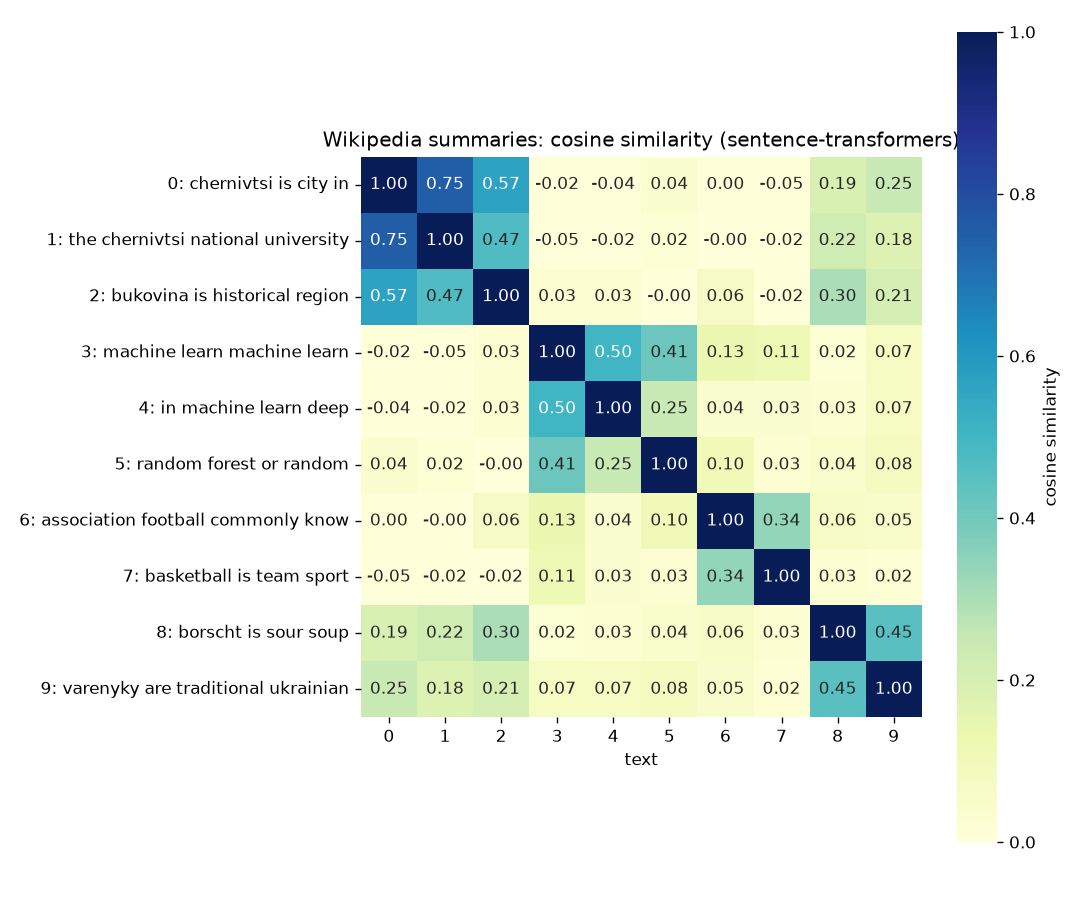 Wikipedia summaries: cosine similarity (sentence-transformers)
0: chernivtsi is city in 1.00 0.75 0.57 -0.02 -0.04 0.04 0.00 -0.05 0.19 0.25
1: the chernivtsi national university 0.75 1.00 0.47 -0.05 -0.02 0.02 -0.00 -0.02 0.22 0.18
2: bukovina is historical region 0.57 0.47 1.00 0.03 0.03 -0.00 0.06 -0.02 0.30 0.21
3: machine learn machine learn -0.02 -0.05 0.03 1.00 0.50 0.41 0.13 0.11 0.02 0.07
4: in machine learn deep -0.04 -0.02 0.03 0.50 1.00 0.25 0.04 0.03 0.03 0.07
5: random forest or random 0.04 0.02 -0.00 0.41 0.25 1.00 0.10 0.03 0.04 0.08
6: association football commonly know 0.00 -0.00 0.06 0.13 0.04 0.10 1.00 0.34 0.06 0.05
7: basketball is team sport -0.05 -0.02 -0.02 0.11 0.03 0.03 0.34 1.00 0.03 0.02
8: borscht is sour soup 0.19 0.22 0.30 0.02 0.03 0.04 0.06 0.03 1.00 0.45
9: varenyky are traditional ukrainian 0.25 0.18 0.21 0.07 0.07 0.08 0.05 0.02 0.45 1.00
0 1 2 3 4 5 6 7 8 9
text
1.0
0.8
0.6
0.4
0.2
0.0
cosine similarity